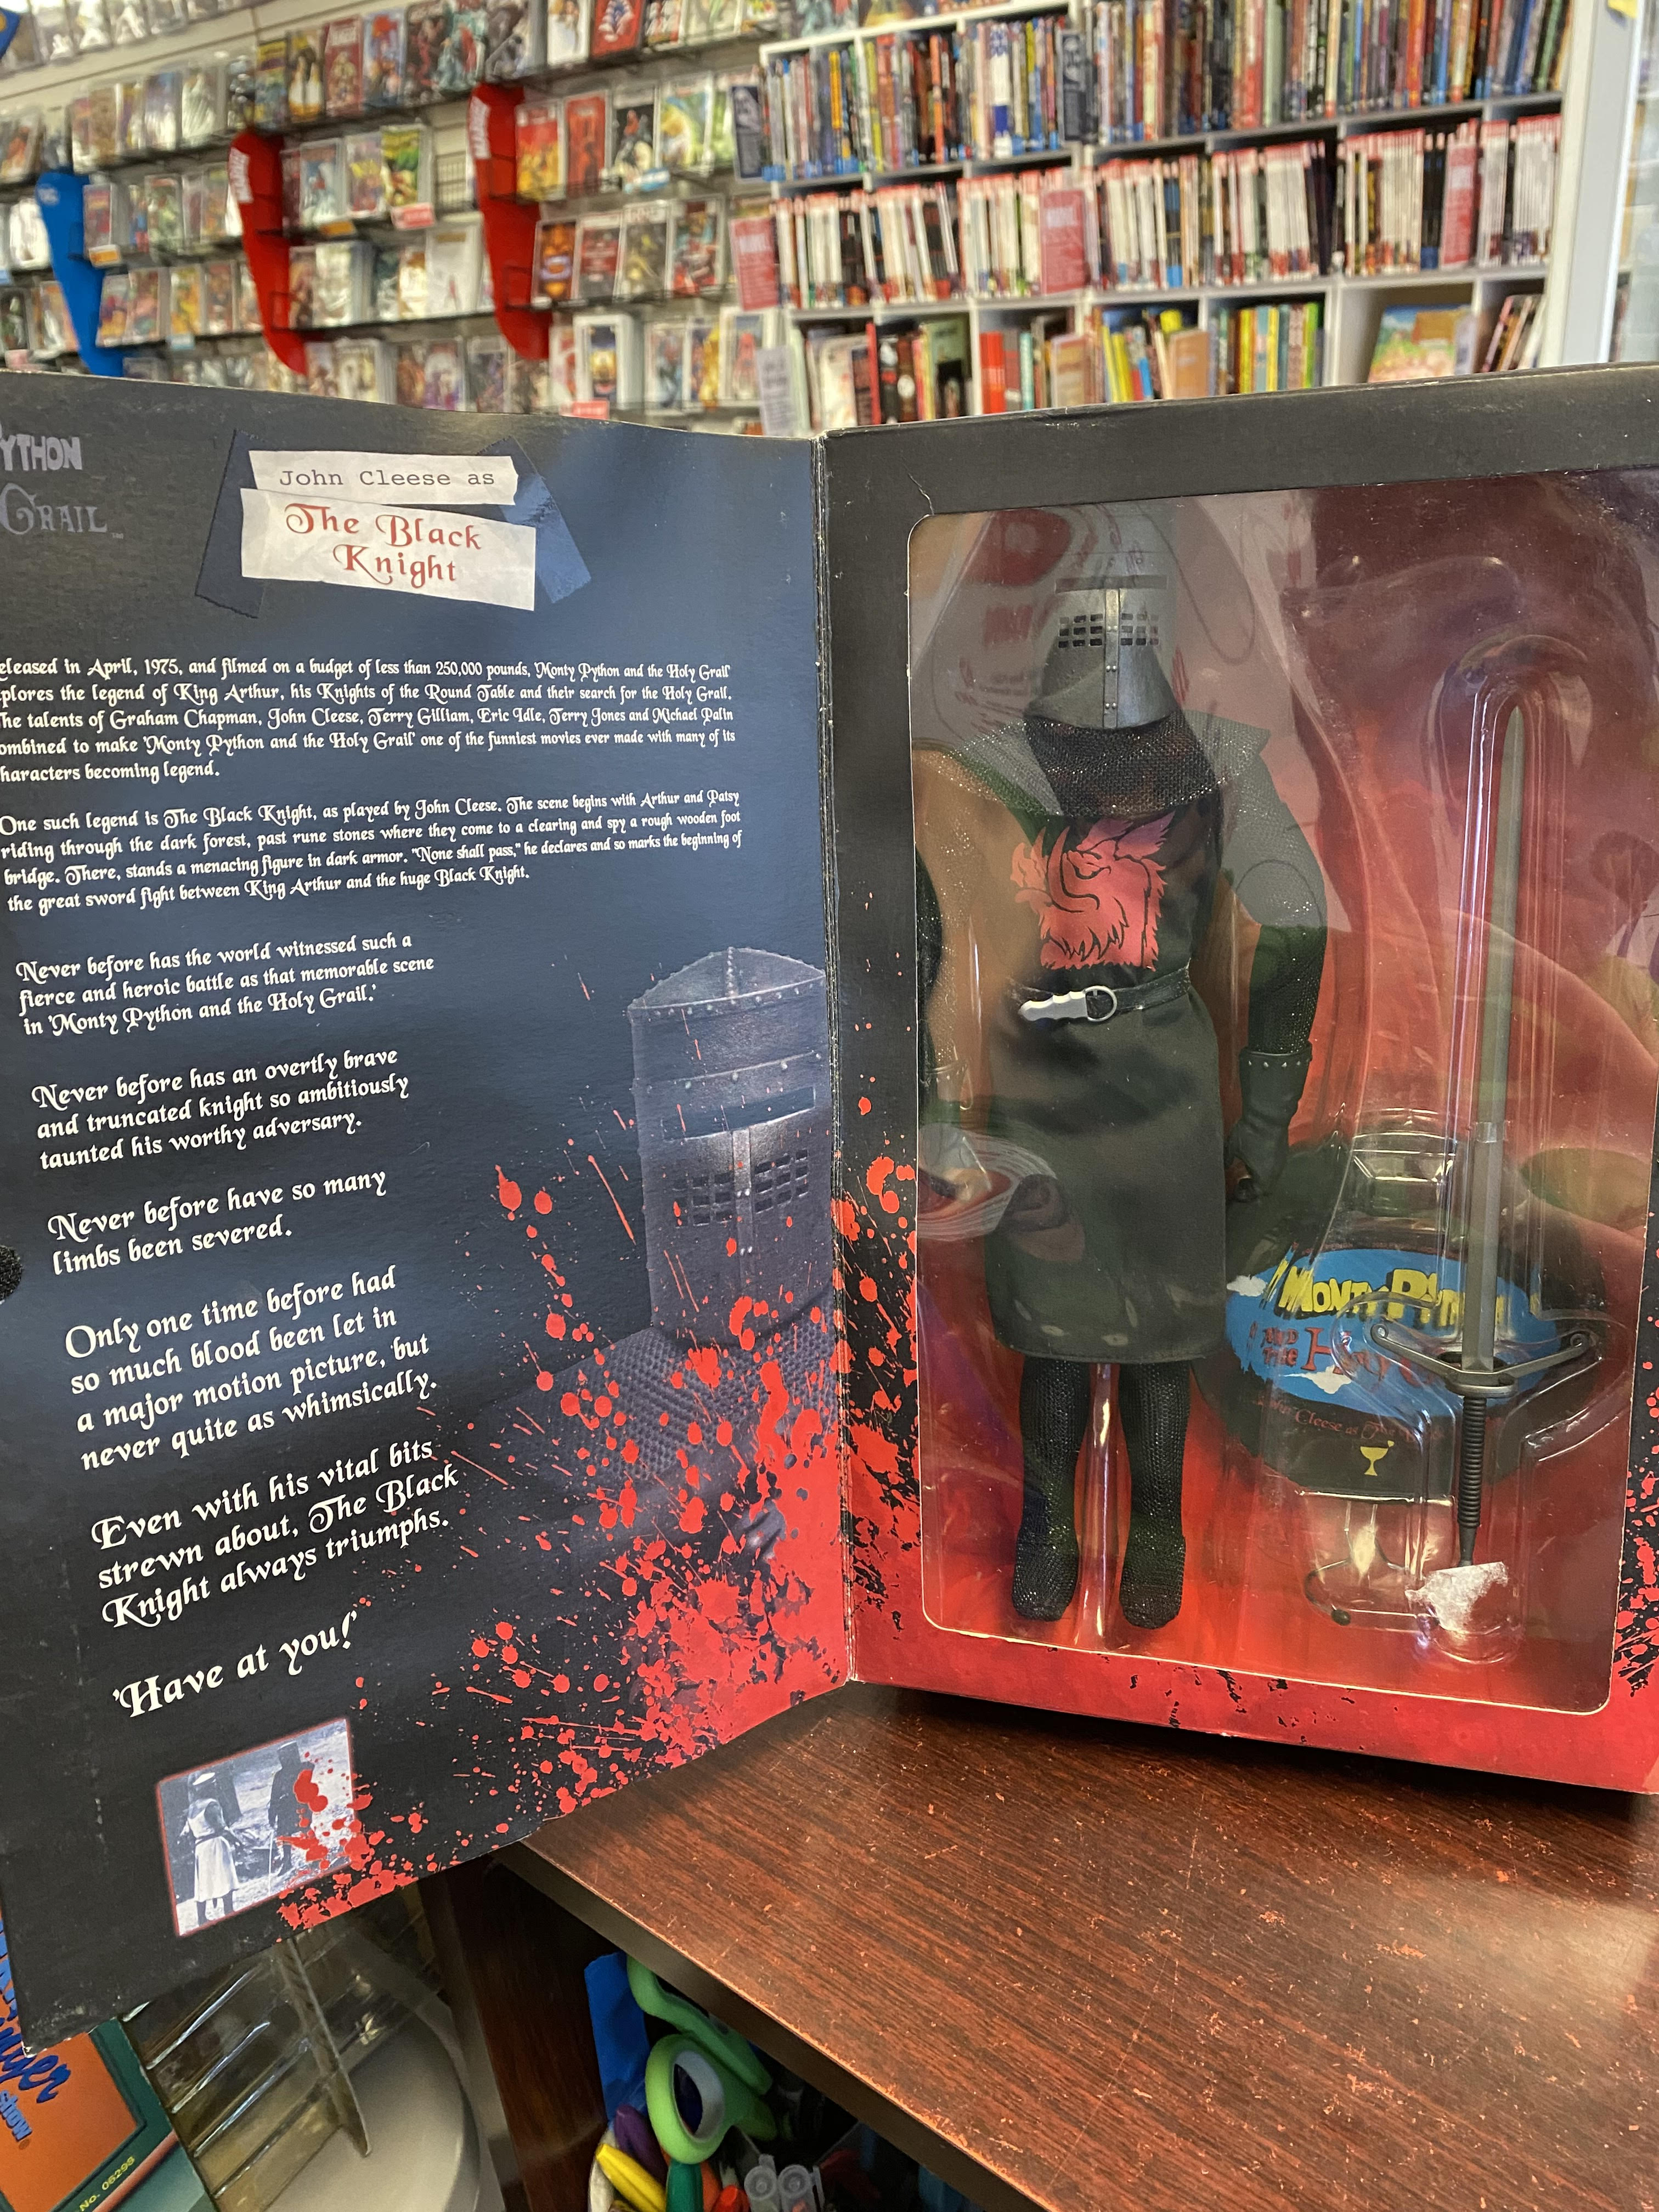 YTHON
GRAIL
John Cleese as
The Black
Knight
eleased in April, 1975, and filmed on a budget of less than 250,000 pounds, 'Monty Python and the Holy Grail'
plores the legend of King Arthur, his Knights of the Round Table and their search for the Holy Grail.
he talents of Graham Chapman, John Cleese, Terry Gilliam, Eric Idle, Terry Jones and Michael Palin
ombined to make 'Monty Python and the Holy Grail' one of the funniest movies ever made with many of its
haracters becoming legend.
One such legend is The Black Knight, as played by John Cleese. The scene begins with Arthur and Patsy
riding through the dark forest, past rune stones where they come to a clearing and spy a rough wooden foot
bridge. There, stands a menacing figure in dark armor. "None shall pass," he declares and so marks the beginning of
the great sword fight between King Arthur and the huge Black Knight.
Never before has the world witnessed such a
fierce and heroic battle as that memorable scene
in 'Monty Python and the Holy Grail.'
Never before has an overtly brave
and truncated knight so ambitiously
taunted his worthy adversary.
Never before have so many
limbs been severed.
Only one time before had
so much blood been let in
a major motion picture, but
never quite as whimsically.
Even with his vital bits
strewn about, The Black
Knight always triumphs.
'Have at you!'
MONTY PYTHON
AND
THE HOLY
John Cleese as The
No. 05295